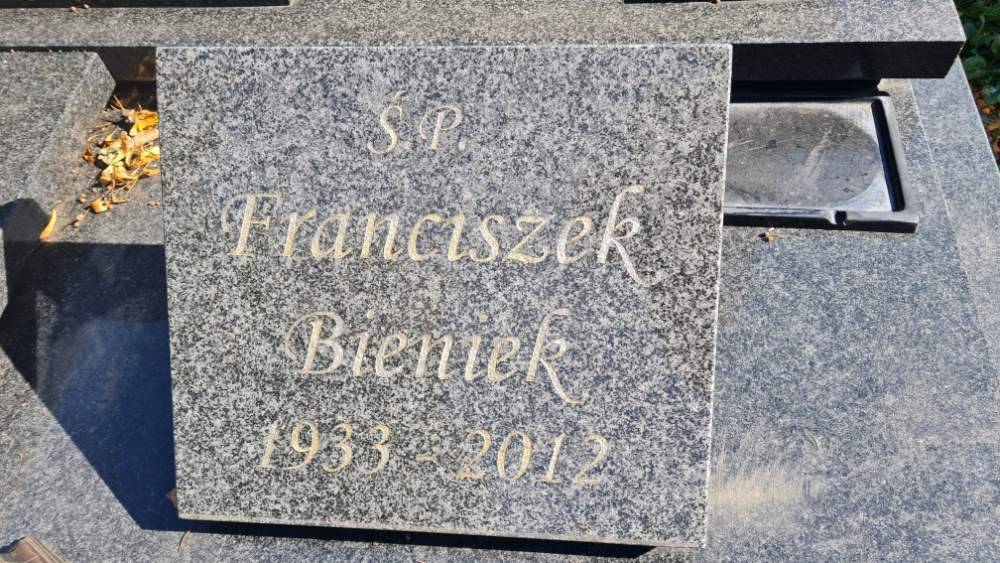 Ś.P.
Franciszek
Bieniek
1933 - 2012